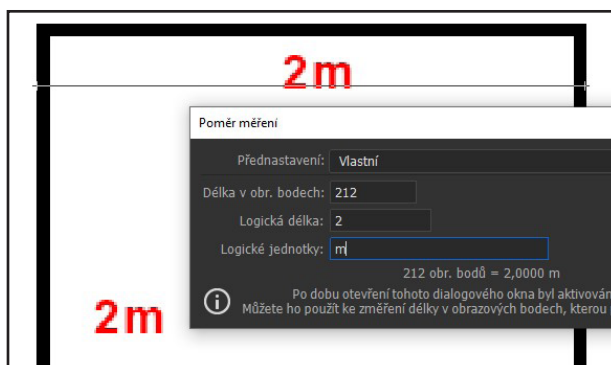 2m
Poměr měření
Přednastavení: Vlastní
Délka v obr. bodech: 212
Logická délka: 2
Logické jednotky: m
212 obr. bodů = 2,0000 m
Po dobu otevření tohoto dialogového okna byl aktivován
Můžete ho použít ke změření délky v obrazových bodech, kterou
2m